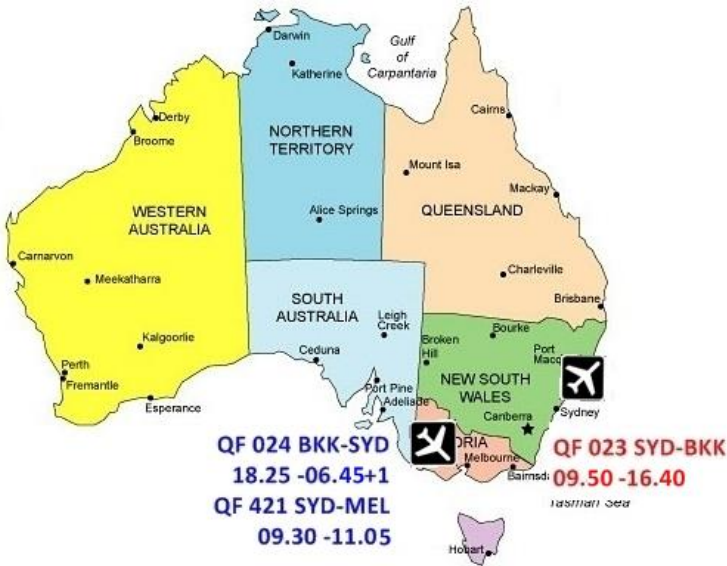 Darwin
Gulf
of
Carpantaria
Katherine
Derby
Broome
NORTHERN
TERRITORY
Cairns
Mount Isa
Mackay
WESTERN
AUSTRALIA
Alice Springs
QUEENSLAND
Carnarvon
Meekatharra
Charleville
SOUTH
AUSTRALIA
Brisbane
Leigh
Creek
Bourke
Kalgoorlie
Broken
Hill
Port
Macq
Ceduna
Perth
Fremantle
Port Pine
NEW SOUTH
WALES
Esperance
Adelaide
Canberra
Sydney
QF 024 BKK-SYD
18.25 -06.45+1
QF 421 SYD-MEL
09.30 -11.05
ORIA
Melbourne
Bairnsda
QF 023 SYD-BKK
09.50 -16.40
Tasman Sea
Hobart